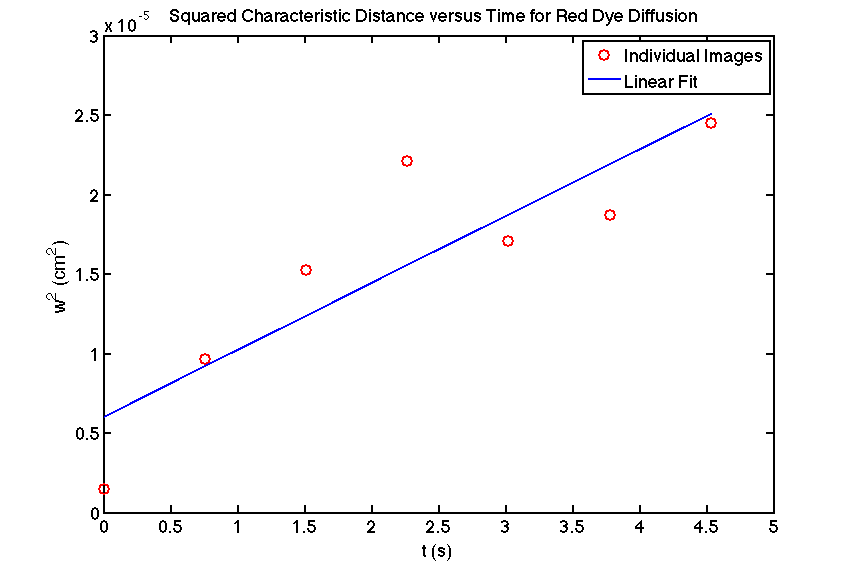 Squared Characteristic Distance versus Time for Red Dye Diffusion
x 10^-5
Individual Images
Linear Fit
3
2.5
2
1.5
1
0.5
0
w^2 (cm^2)
0 0.5 1 1.5 2 2.5 3 3.5 4 4.5 5
t (s)